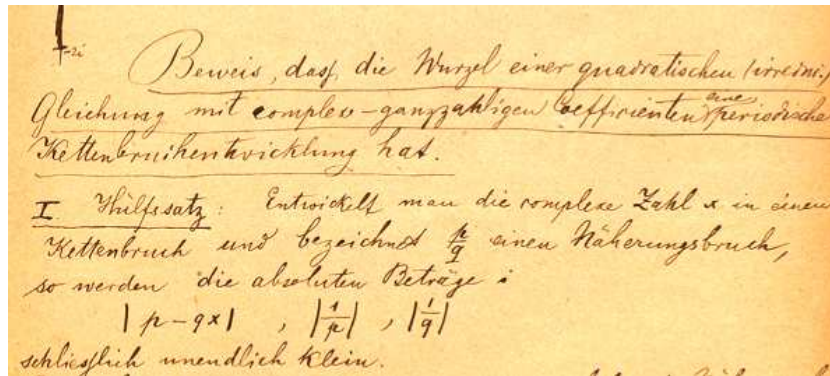 -2i
Beweis, dass die Wurzel einer quadratischen (irreduc.)
Gleichung mit complex-ganzzahligen Coefficienten eine periodische
Kettenbruchentwicklung hat.
I Hülfssatz: Entwickelt man die complexe Zahl x in einen
Kettenbruch und bezeichnet p/q einen Näherungsbruch,
so werden die absoluten Beträge :
|p-qx| , |1/p| , |1/q|
schliesslich unendlich klein.